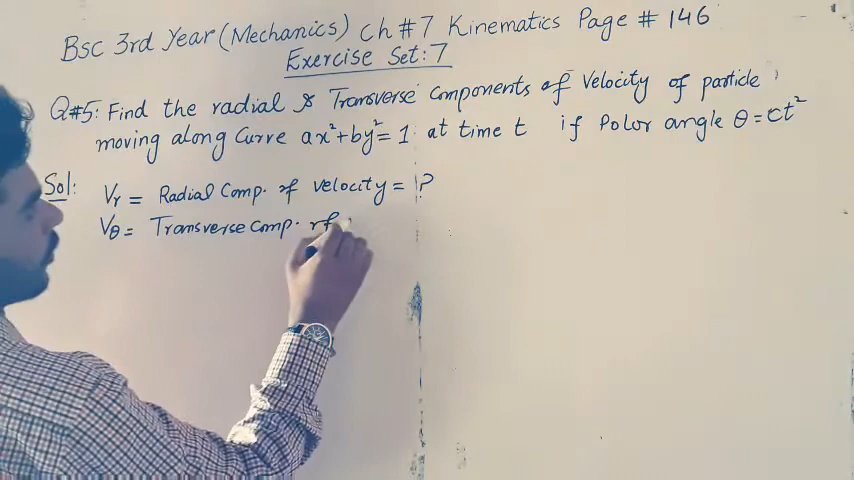 Bsc 3rd Year (Mechanics) Ch#7 Kinematics Page # 146
Exercise Set:7
Q#5: Find the radial & Transverse Components of Velocity of particle
moving along Curve ax²+by²=1 at time t if Polar angle θ=ct²
Sol: Vr = Radial Comp. of velocity = ?
Vθ = Transverse Comp. of